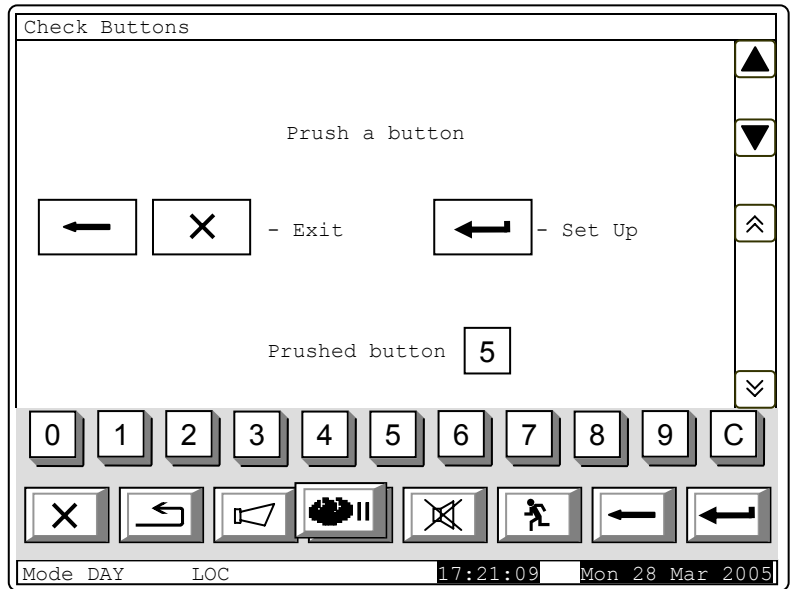 Check Buttons
Prush a button
- Exit
- Set Up
Prushed button 5
0 1 2 3 4 5 6 7 8 9 C
Mode DAY LOC 17:21:09 Mon 28 Mar 2005